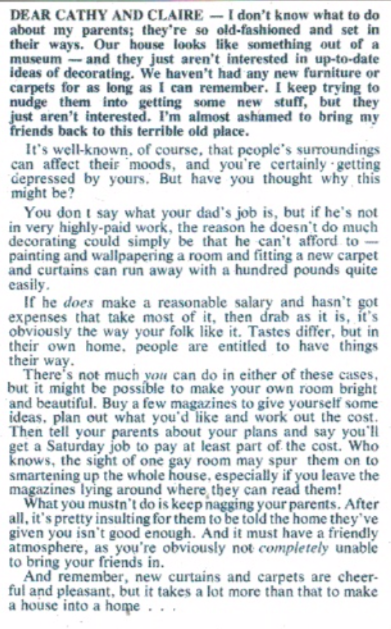 DEAR CATHY AND CLAIRE — I don't know what to do
about my parents; they're so old-fashioned and set in
their ways. Our house looks like something out of a
museum — and they just aren't interested in up-to-date
ideas of decorating. We haven't had any new furniture or
carpets for as long as I can remember. I keep trying to
nudge them into getting some new stuff, but they
just aren't interested. I'm almost ashamed to bring my
friends back to this terrible old place.
It's well-known, of course, that people's surroundings
can affect their moods, and you're certainly getting
depressed by yours. But have you thought why this
might be?
You don t say what your dad's job is, but if he's not
in very highly-paid work, the reason he doesn't do much
decorating could simply be that he can't afford to —
painting and wallpapering a room and fitting a new carpet
and curtains can run away with a hundred pounds quite
easily.
If he does make a reasonable salary and hasn't got
expenses that take most of it, then drab as it is, it's
obviously the way your folk like it. Tastes differ, but in
their own home, people are entitled to have things
their way.
There's not much you can do in either of these cases,
but it might be possible to make your own room bright
and beautiful. Buy a few magazines to give yourself some
ideas, plan out what you'd like and work out the cost.
Then tell your parents about your plans and say you'll
get a Saturday job to pay at least part of the cost. Who
knows, the sight of one gay room may spur them on to
smartening up the whole house, especially if you leave the
magazines lying around where they can read them!
What you mustn't do is keep nagging your parents. After
all, it's pretty insulting for them to be told the home they've
given you isn't good enough. And it must have a friendly
atmosphere, as you're obviously not completely unable
to bring your friends in.
And remember, new curtains and carpets are cheer-
ful and pleasant, but it takes a lot more than that to make
a house into a home . . .